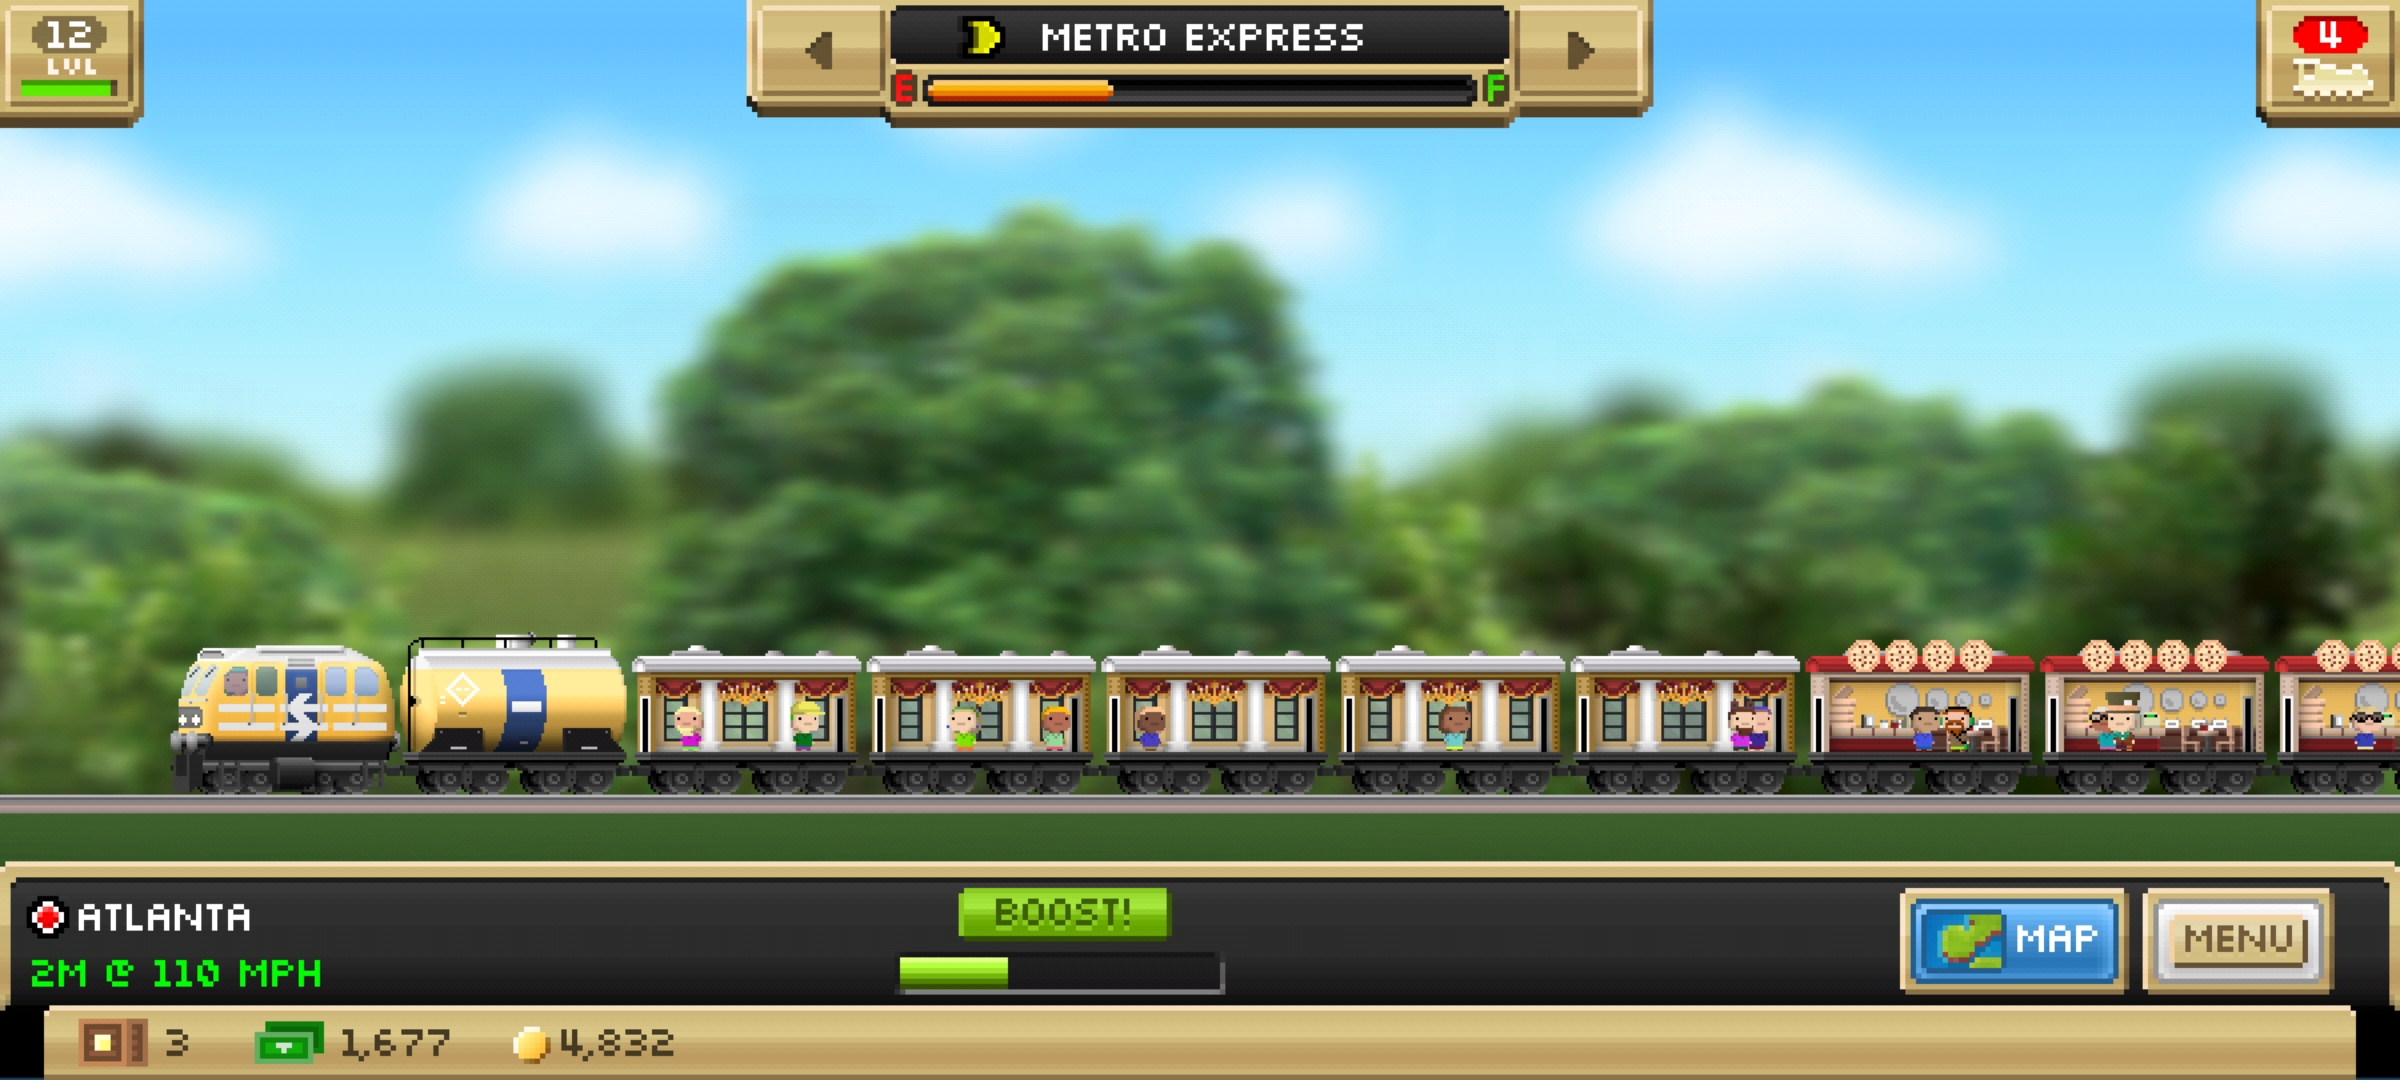 12
LVL
METRO EXPRESS
E F
4
ATLANTA
2M @ 110 MPH
BOOST!
MAP
MENU
3
1,677
4,832